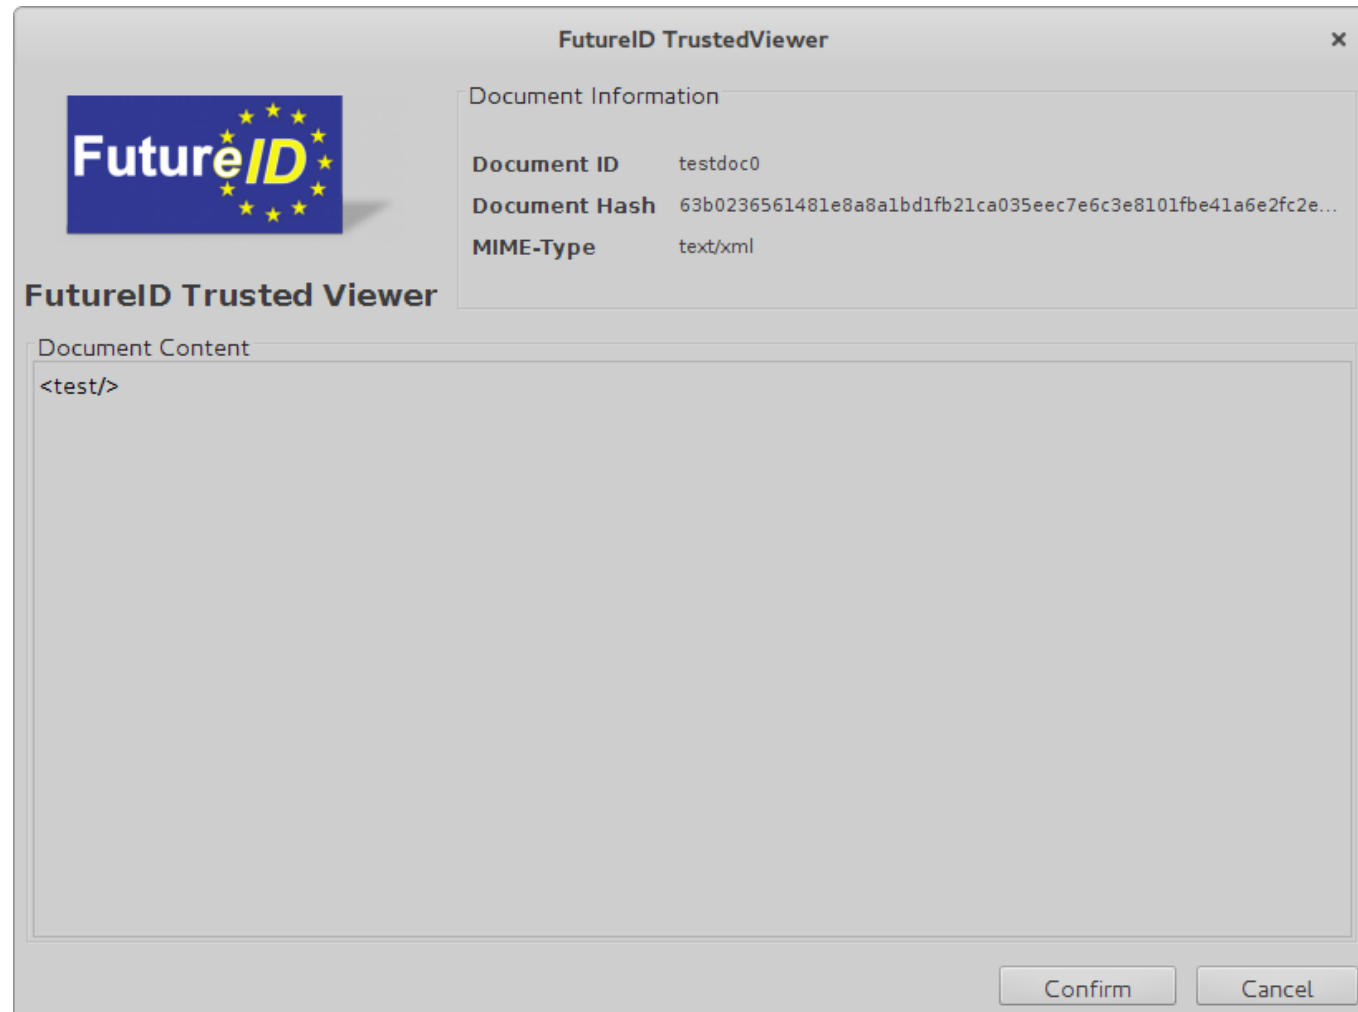 FutureID TrustedViewer
FutureID
FutureID Trusted Viewer
Document Information
Document ID testdoc0
Document Hash 63b0236561481e8a8a1bd1fb21ca035eec7e6c3e8101fbe41a6e2fc2e...
MIME-Type text/xml
Document Content
<test/>
Confirm Cancel